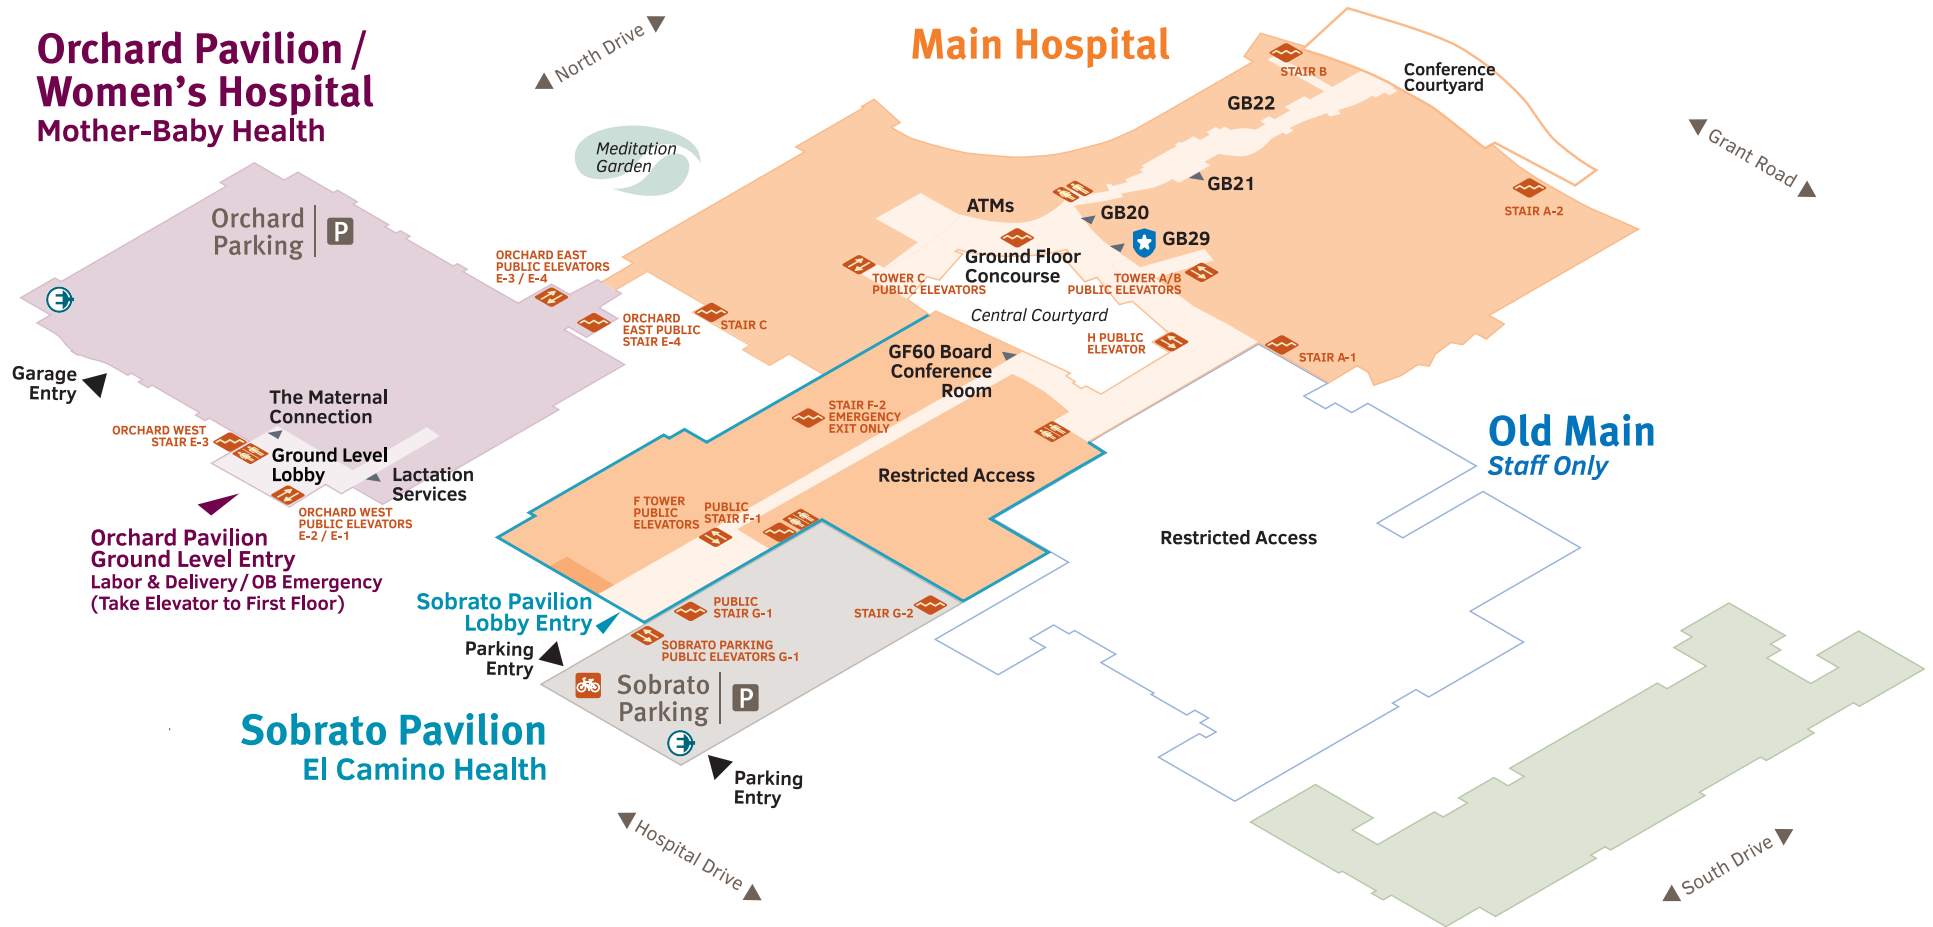 Orchard Pavilion /
Women's Hospital
Mother-Baby Health
North Drive
Main Hospital
STAIR B
Conference
Courtyard
GB22
Grant Road
Meditation
Garden
GB21
STAIR A-2
ATMs
GB20
GB29
Orchard
Parking
P
ORCHARD EAST
PUBLIC ELEVATORS
E-3 / E-4
Ground Floor
Concourse
TOWER C
PUBLIC ELEVATORS
TOWER A/B
PUBLIC ELEVATORS
ORCHARD
EAST PUBLIC
STAIR E-4
STAIR C
Central Courtyard
H PUBLIC
ELEVATOR
STAIR A-1
GF60 Board
Conference
Room
Garage
Entry
The Maternal
Connection
STAIR F-2
EMERGENCY
EXIT ONLY
Old Main
Staff Only
ORCHARD WEST
STAIR E-3
Ground Level
Lobby
Lactation
Services
Restricted Access
ORCHARD WEST
PUBLIC ELEVATORS
E-2 / E-1
F TOWER
PUBLIC
ELEVATORS
PUBLIC
STAIR F-1
Restricted Access
Orchard Pavilion
Ground Level Entry
Labor & Delivery / OB Emergency
(Take Elevator to First Floor)
Sobrato Pavilion
Lobby Entry
PUBLIC
STAIR G-1
STAIR G-2
Parking
Entry
SOBRATO PARKING
PUBLIC ELEVATORS G-1
Sobrato
Parking
P
Sobrato Pavilion
El Camino Health
Parking
Entry
Hospital Drive
South Drive